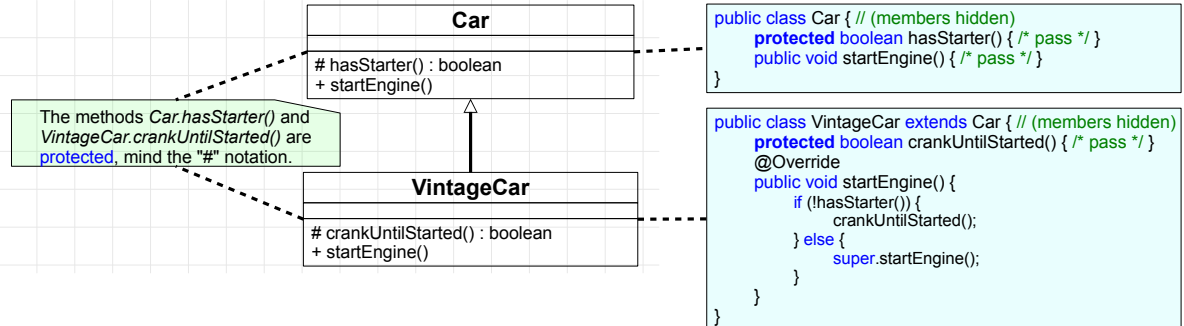 Car
# hasStarter() : boolean
+ startEngine()
The methods Car.hasStarter() and
VintageCar.crankUntilStarted() are
protected, mind the "#" notation.
VintageCar
# crankUntilStarted() : boolean
+ startEngine()
public class Car { // (members hidden)
protected boolean hasStarter() { /* pass */ }
public void startEngine() { /* pass */ }
}
public class VintageCar extends Car { // (members hidden)
protected boolean crankUntilStarted() { /* pass */ }
@Override
public void startEngine() {
if (!hasStarter()) {
crankUntilStarted();
} else {
super.startEngine();
}
}
}